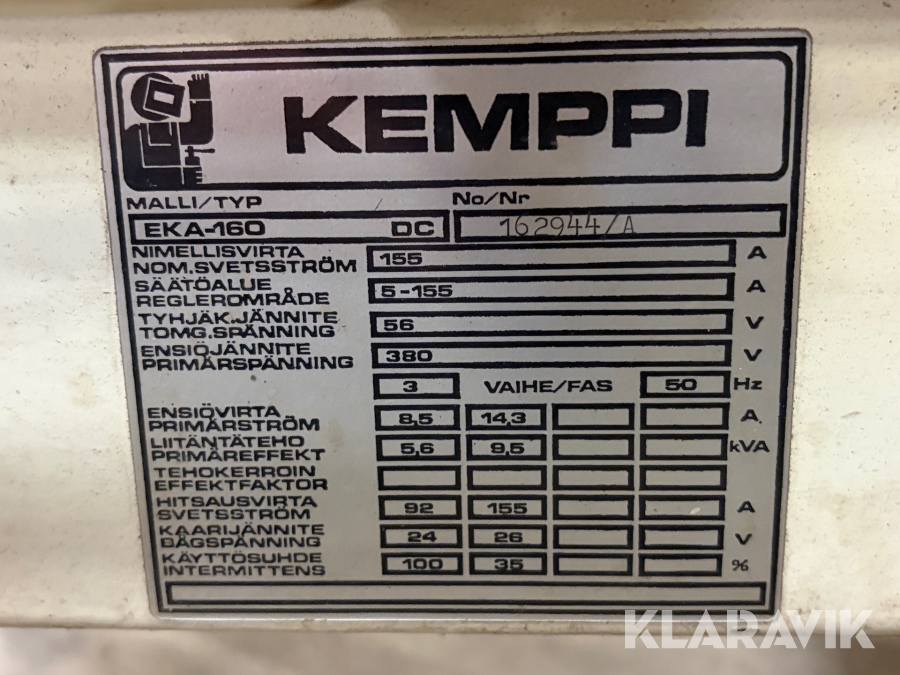 KEMPPI
MALLI/TYP No/Nr
EKA-160 DC 162944/A
NIMELLISVIRTA
NOM.SVETSSTRÖM 155 A
SÄÄTÖALUE
REGLEROMRÅDE 5-155 A
TYHJÄK.JÄNNITE
TOMG.SPÄNNING 56 V
ENSIÖJÄNNITE
PRIMÄRSPÄNNING 380 V
3 VAIHE/FAS 50 Hz
ENSIÖVIRTA
PRIMÄRSTRÖM 8,5 14,3 A
LIITÄNTÄTEHO
PRIMÄREFFEKT 5,6 9,5 kVA
TEHOKERROIN
EFFEKTFAKTOR
HITSAUSVIRTA
SVETSSTRÖM 92 155 A
KAARIJÄNNITE
BÅGSPÄNNING 24 26 V
KÄYTTÖSUHDE
INTERMITTENS 100 35 %
KLARAVIK